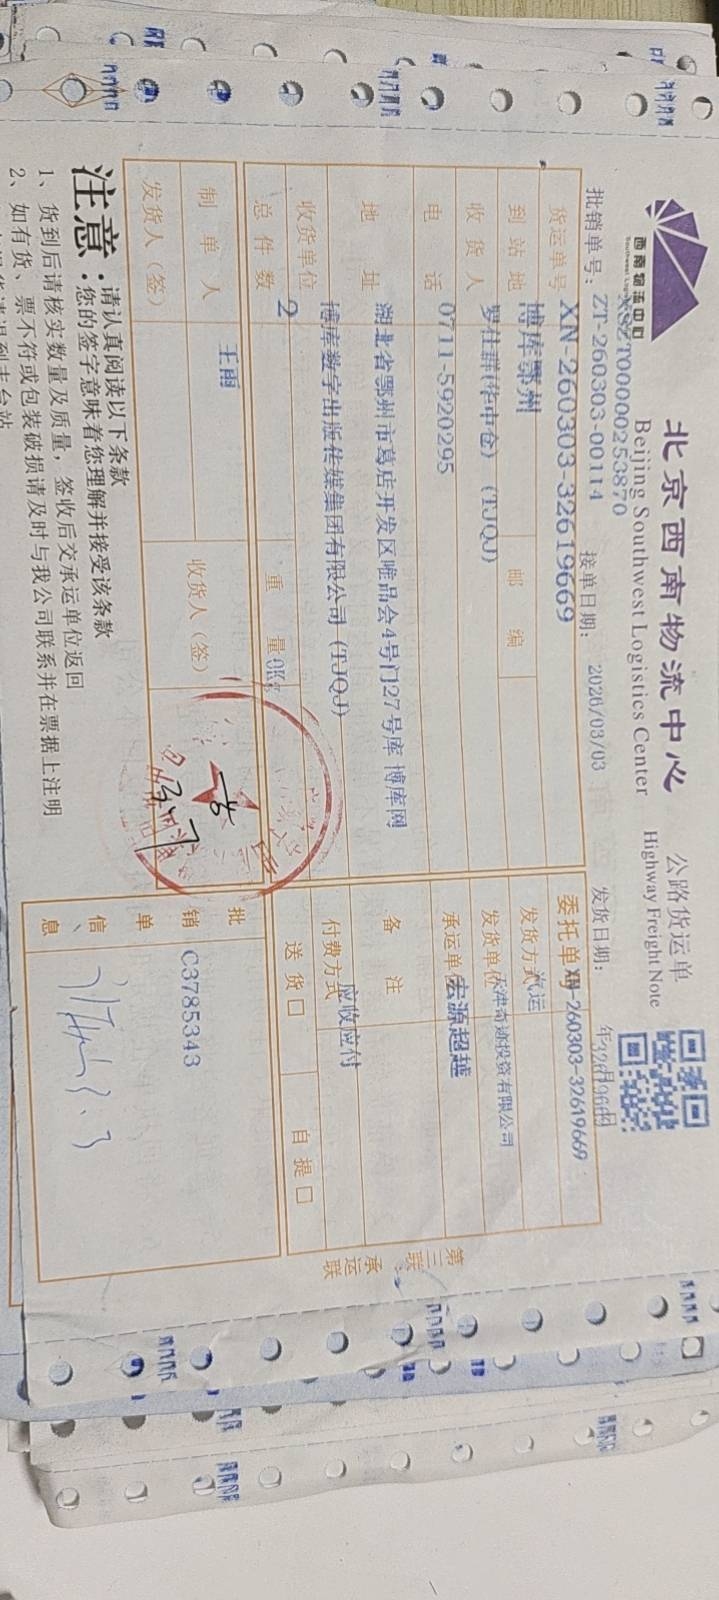 西南物流中心
Southwest Logistics
北京西南物流中心
Beijing Southwest Logistics Center
公路货运单
Highway Freight Note
XSZT0000253870
批销单号: ZT-260303-00114 接单日期: 2026/03/03 发货日期:
货运单号 XN-260303-32619669 委托单号 XN-260303-32619669
到站地 博库鄂州 邮编 发货方式 汽运
收货人 罗仕群(华中仓) (TJQJ) 发货单位 天津奇迹投资有限公司
电话 0711-5920295 承运单位 宏源超越
地址 湖北省鄂州市葛店开发区唯品会4号门27号库 博库网 备注
收货单位 博库数字出版传媒集团有限公司 (TJQJ) 付费方式 应收应付
总件数 2 重量 0Kg 送货 □ 自提 □
制单人 王雨 收货人(签)
发货人(签)
批销单信、息 C3785343
第三联 承运联
注意: 请认真阅读以下条款
您的签字意味着您理解并接受该条款
1、货到后请核实数量及质量, 签收后交承运单位返回
2、如有货、票不符或包装破损请及时与我公司联系并在票据上注明